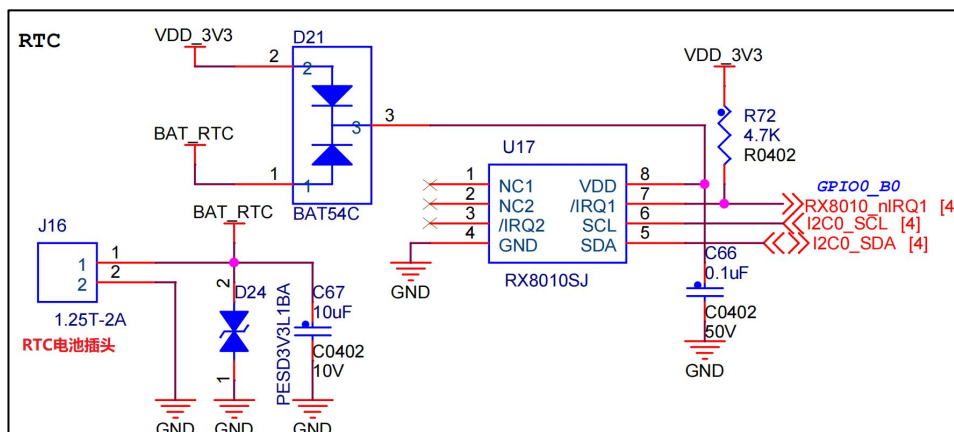 RTC
VDD_3V3
D21
2
2
3
3
BAT_RTC
1
1
BAT54C
VDD_3V3
R72
4.7K
R0402
U17
1
NC1
VDD
8
2
NC2
/IRQ1
7
3
/IRQ2
SCL
6
4
GND
SDA
5
RX8010SJ
GND
GPIO0_B0
RX8010_nIRQ1 [4
I2C0_SCL [4]
I2C0_SDA [4]
C66
0.1uF
C0402
50V
GND
BAT_RTC
J16
1
1
2
2
1.25T-2A
RTC电池插头
GND
2
D24
1
PESD3V3L1BA
GND
C67
10uF
C0402
10V
GND